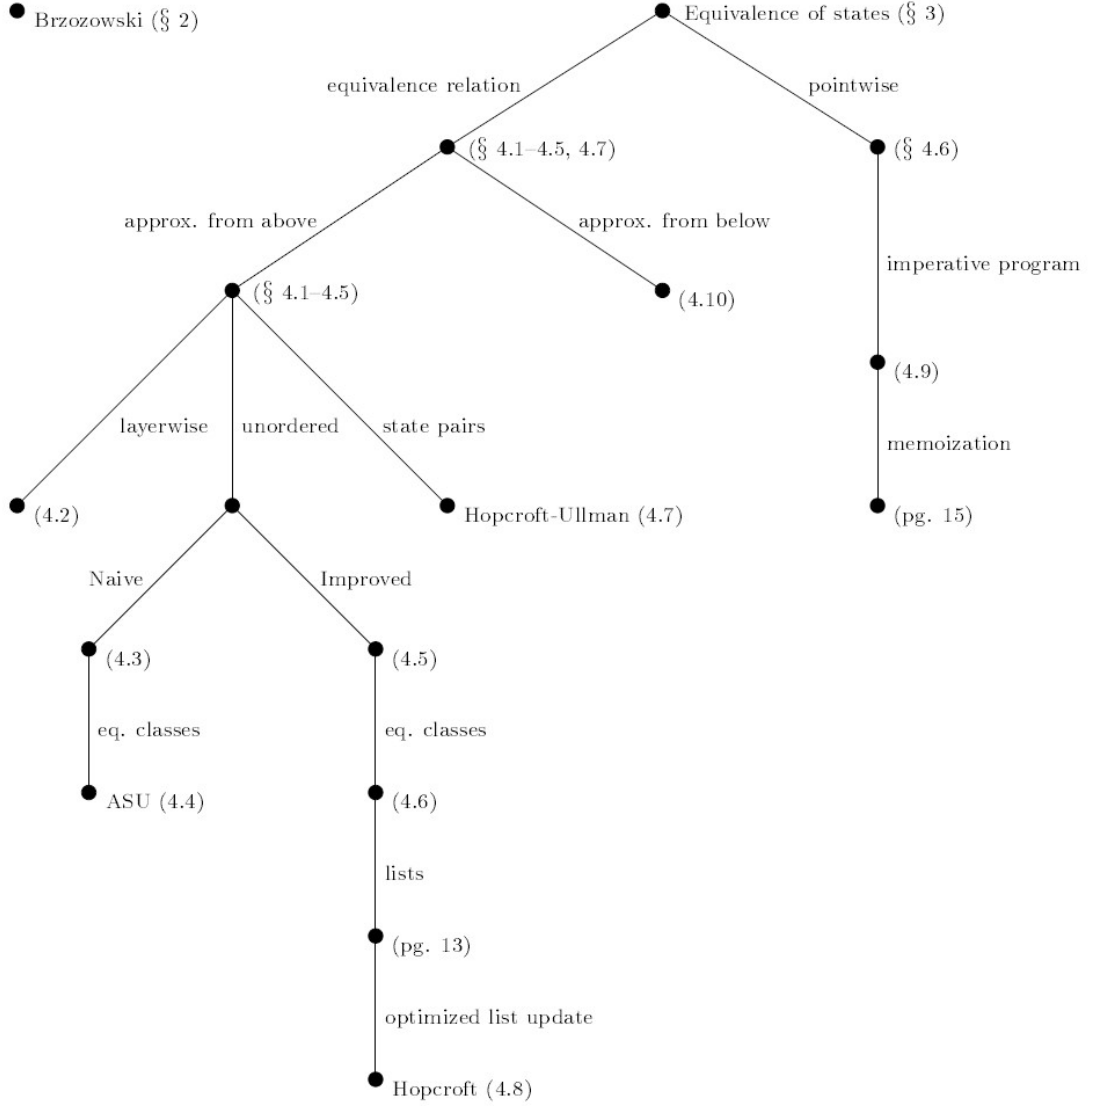 Brzozowski (§ 2)
Equivalence of states (§ 3)
equivalence relation
pointwise
(§ 4.1–4.5, 4.7)
(§ 4.6)
approx. from above
approx. from below
imperative program
(§ 4.1–4.5)
(4.10)
(4.9)
layerwise
unordered
state pairs
memoization
(4.2)
Hopcroft-Ullman (4.7)
(pg. 15)
Naive
Improved
(4.3)
(4.5)
eq. classes
eq. classes
ASU (4.4)
(4.6)
lists
(pg. 13)
optimized list update
Hopcroft (4.8)